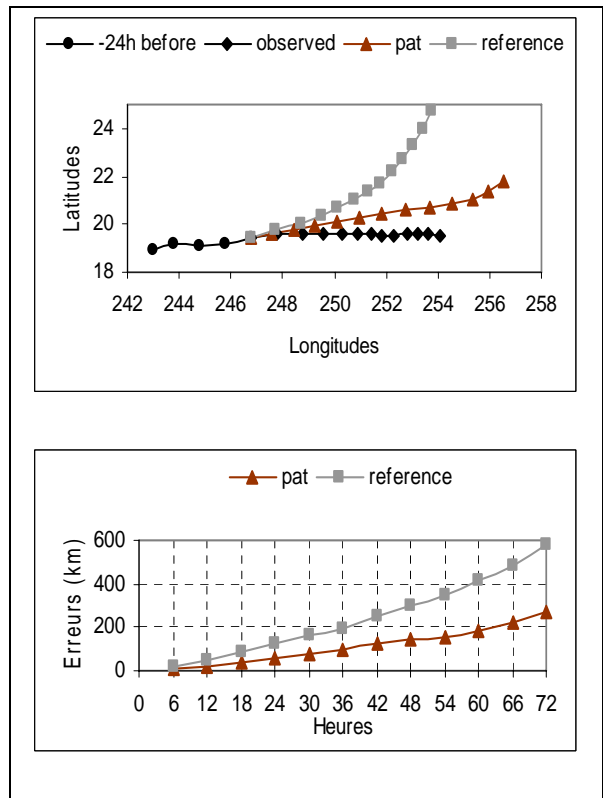 -24h before observed pat reference
24
22
20
18
Latitudes
242 244 246 248 250 252 254 256 258
Longitudes
pat reference
600
400
200
0
Erreurs (km)
0 6 12 18 24 30 36 42 48 54 60 66 72
Heures